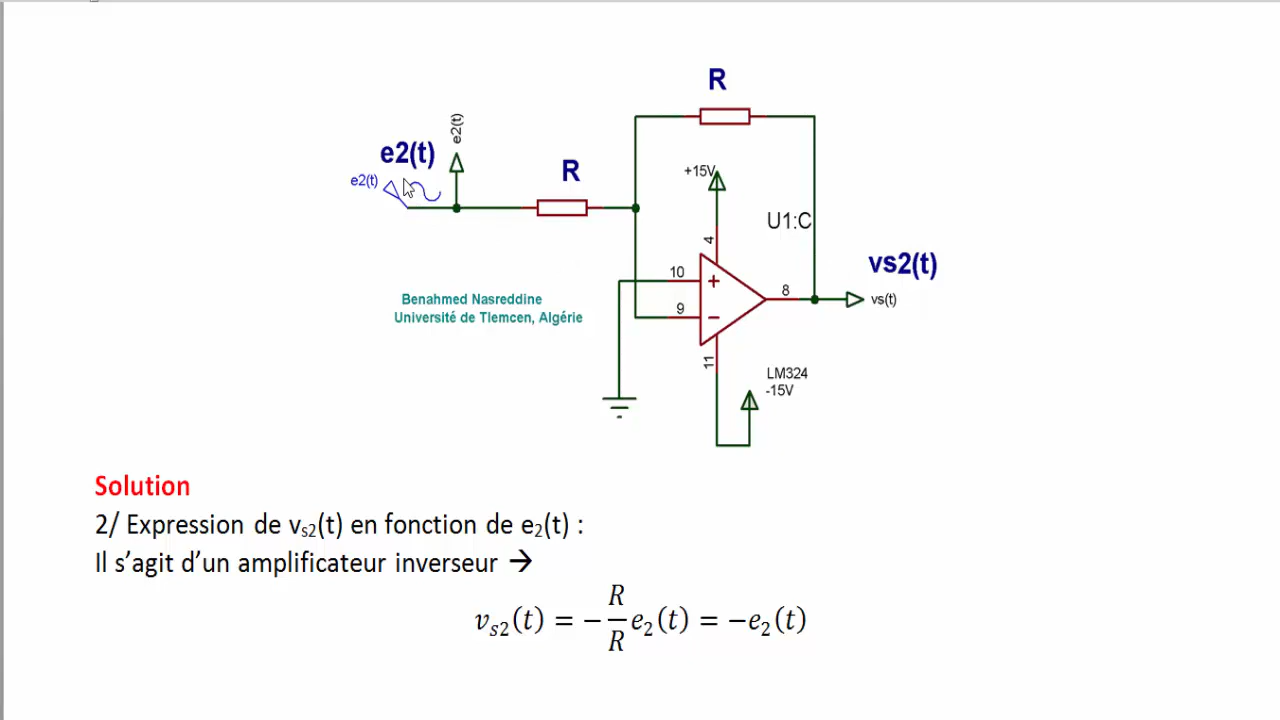 R
e2(t)
e2(t)
e2(t)
R
+15V
4
U1:C
10
+
9
−
8
vs2(t)
vs(t)
11
Benahmed Nasreddine
Université de Tlemcen, Algérie
LM324
-15V
Solution
2/ Expression de vs2(t) en fonction de e2(t) :
Il s’agit d’un amplificateur inverseur →
vs2(t) = −R/R e2(t) = −e2(t)